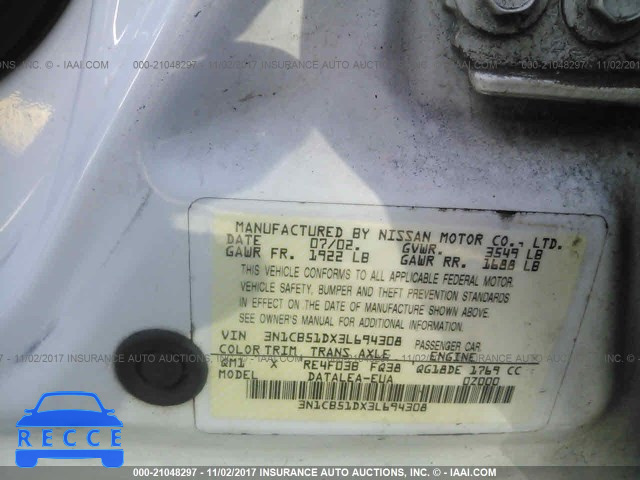 000-21048297 - 11/02/2017 INSURANCE AUTO AUCTIONS, INC. - IAAI.COM
MANUFACTURED BY NISSAN MOTOR CO., LTD.
DATE 07/02. GVWR. 3549 LB
GAWR FR. 1922 LB GAWR RR. 1688 LB
THIS VEHICLE CONFORMS TO ALL APPLICABLE FEDERAL MOTOR
VEHICLE SAFETY, BUMPER AND THEFT PREVENTION STANDARDS
IN EFFECT ON THE DATE OF MANUFACTURE SHOWN ABOVE.
SEE OWNER'S MANUAL FOR ADDITIONAL INFORMATION.
VIN 3N1CB51DX3L694308 PASSENGER CAR.
COLOR TRIM. TRANS. AXLE ENGINE
QM1 X RE4F03B FQ38 QG18DE 1769 CC
MODEL DATALEA-EUA 0Z000
3N1CB51DX3L694308
000-21048297 - 11/02/2017 INSURANCE AUTO AUCTIONS, INC. - IAAI.COM